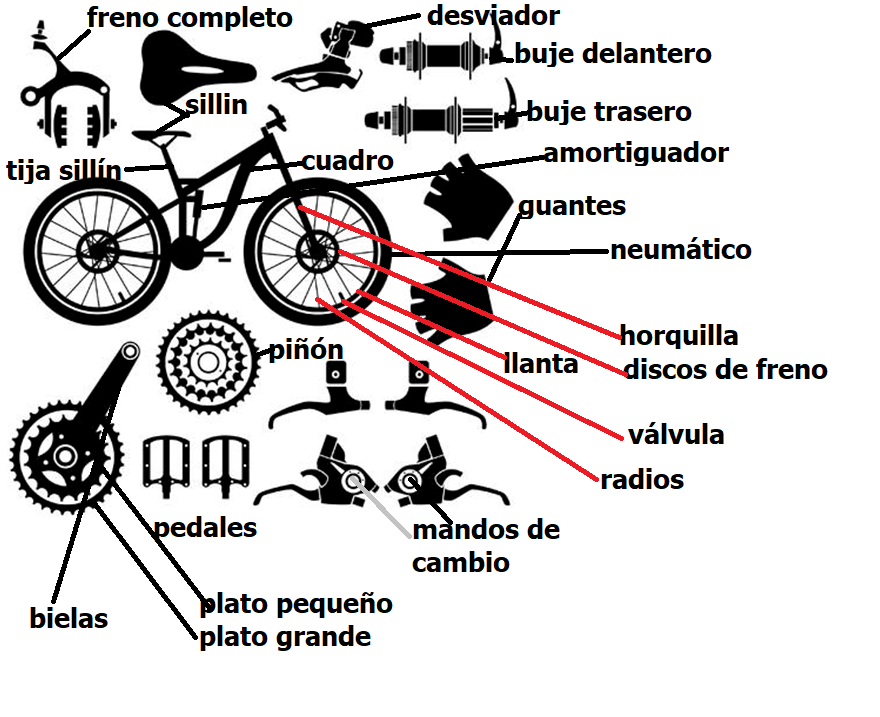 freno completo
desviador
buje delantero
sillin
buje trasero
tija sillín
cuadro
amortiguador
guantes
neumático
horquilla
piñón
llanta
discos de freno
válvula
radios
pedales
mandos de
cambio
bielas
plato pequeño
plato grande